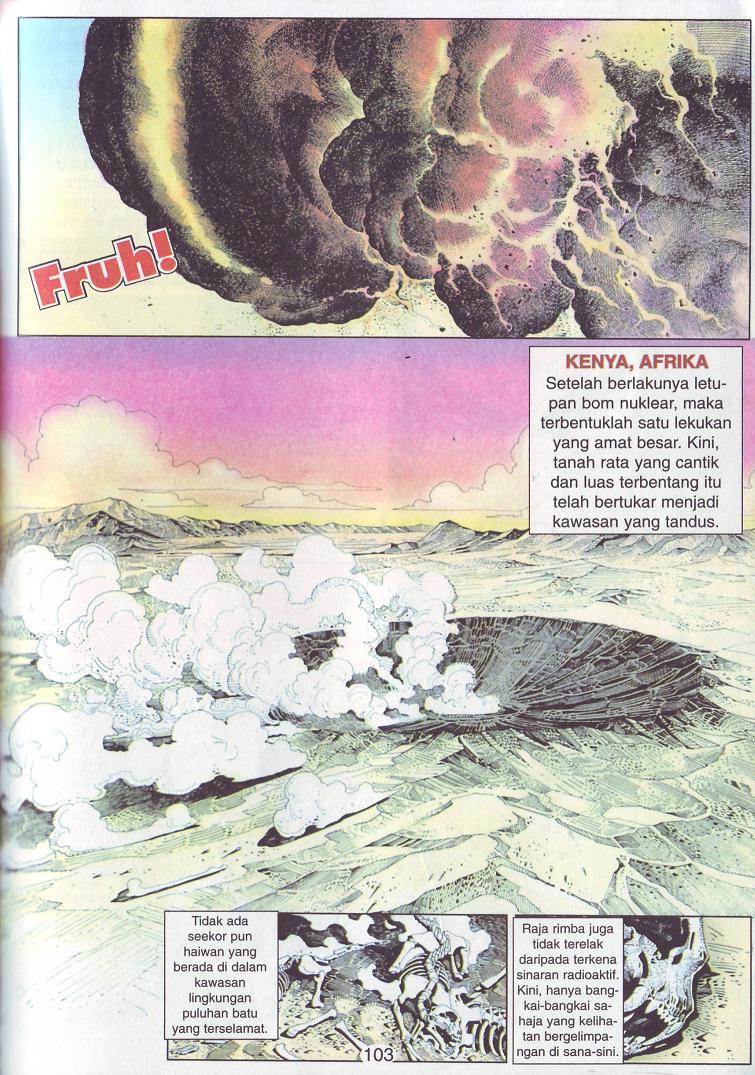 Fruh!
KENYA, AFRIKA
Setelah berlakunya letu-
pan bom nuklear, maka
terbentuklah satu lekukan
yang amat besar. Kini,
tanah rata yang cantik
dan luas terbentang itu
telah bertukar menjadi
kawasan yang tandus.
Tidak ada
seekor pun
haiwan yang
berada di dalam
kawasan
lingkungan
puluhan batu
yang terselamat.
Raja rimba juga
tidak terelak
daripada terkena
sinaran radioaktif.
Kini, hanya bang-
kai-bangkai sa-
haja yang keliha-
tan bergelimpa-
ngan di sana-sini.
103